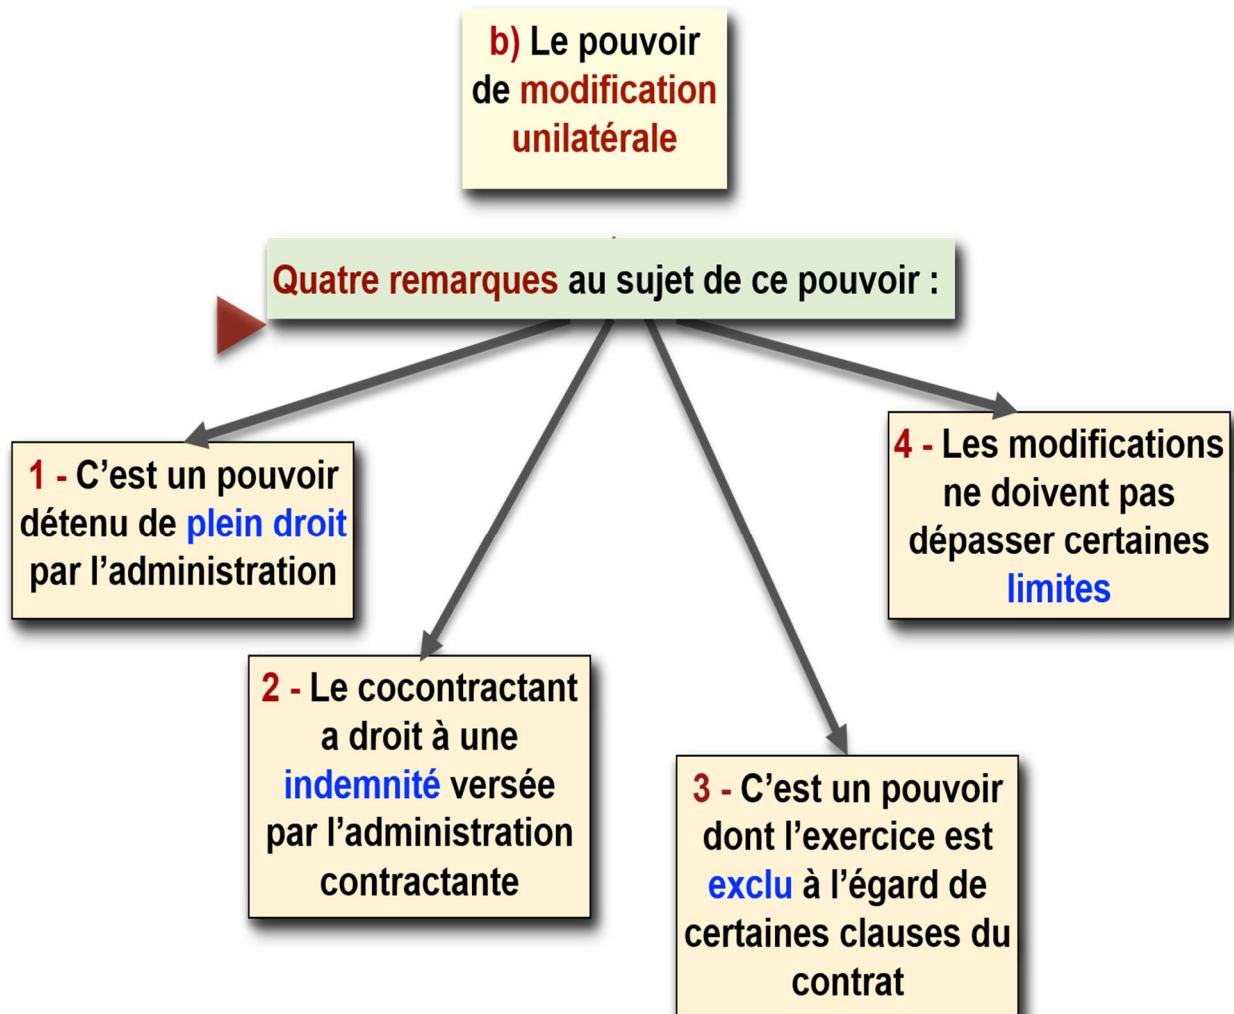 b) Le pouvoir
de modification
unilatérale
Quatre remarques au sujet de ce pouvoir :
1 - C’est un pouvoir
détenu de plein droit
par l’administration
2 - Le cocontractant
a droit à une
indemnité versée
par l’administration
contractante
3 - C’est un pouvoir
dont l’exercice est
exclu à l’égard de
certaines clauses du
contrat
4 - Les modifications
ne doivent pas
dépasser certaines
limites